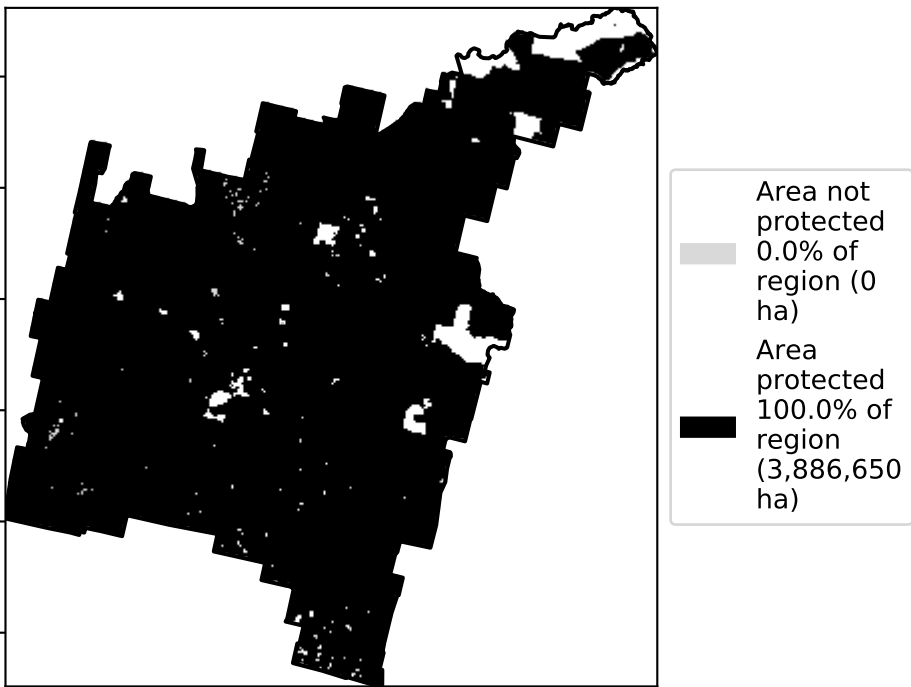 Area not
protected
0.0% of
region (0
ha)
Area
protected
100.0% of
region
(3,886,650
ha)